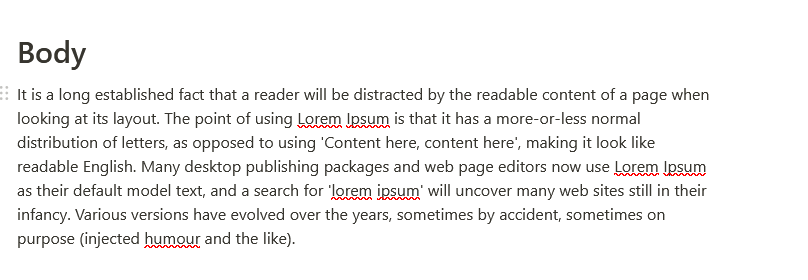 Body
It is a long established fact that a reader will be distracted by the readable content of a page when
looking at its layout. The point of using Lorem Ipsum is that it has a more-or-less normal
distribution of letters, as opposed to using 'Content here, content here', making it look like
readable English. Many desktop publishing packages and web page editors now use Lorem Ipsum
as their default model text, and a search for 'lorem ipsum' will uncover many web sites still in their
infancy. Various versions have evolved over the years, sometimes by accident, sometimes on
purpose (injected humour and the like).